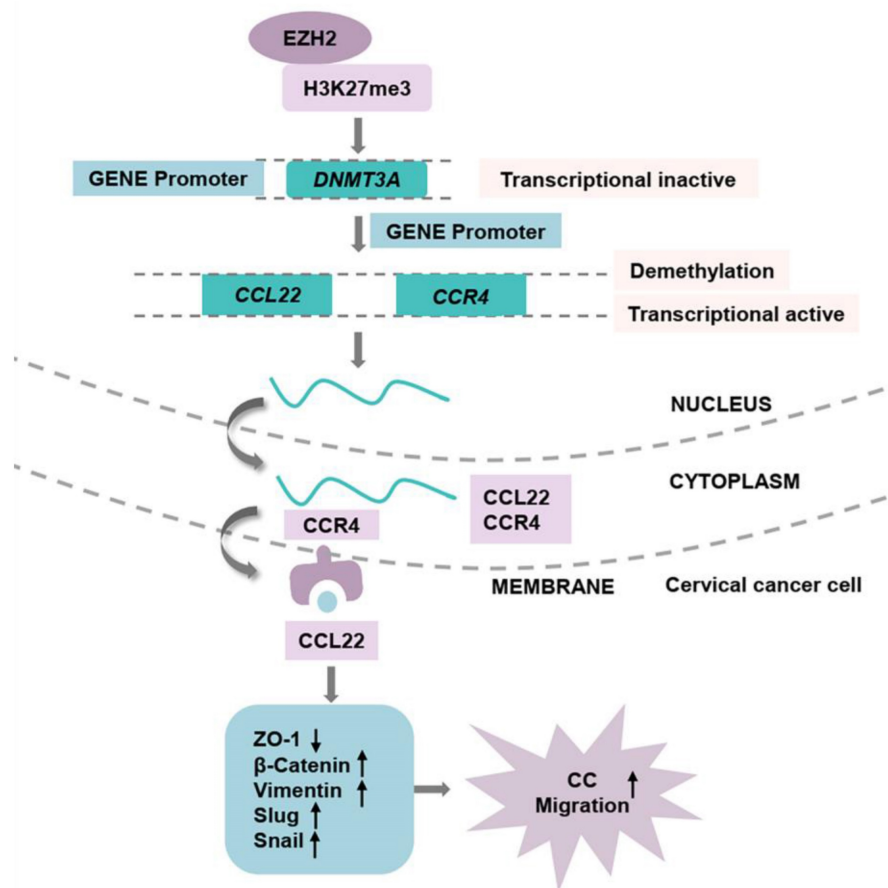 EZH2
H3K27me3
GENE Promoter
DNMT3A
Transcriptional inactive
GENE Promoter
Demethylation
CCL22
CCR4
Transcriptional active
NUCLEUS
CYTOPLASM
CCL22
CCR4
CCR4
MEMBRANE
Cervical cancer cell
CCL22
ZO-1 ↓
β-Catenin ↑
Vimentin ↑
Slug ↑
Snail ↑
CC
Migration ↑